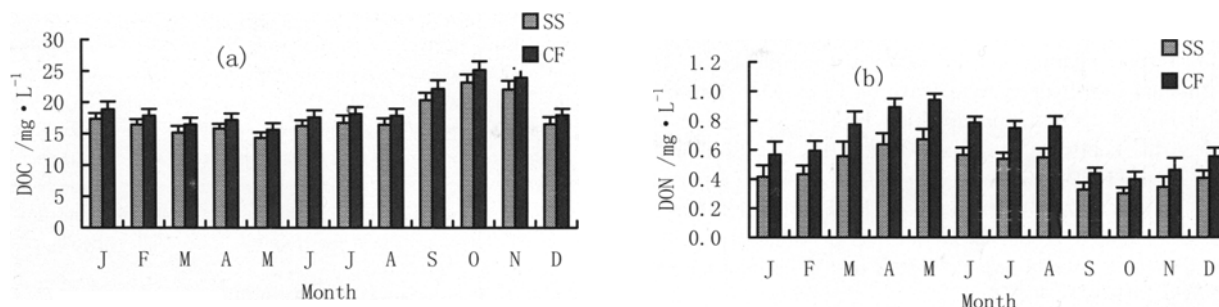 SS
CF
(a)
DOC /mg•L⁻¹
30
25
20
15
10
5
0
J F M A M J J A S O N D
Month
SS
CF
(b)
DON /mg•L⁻¹
1.2
1.0
0.8
0.6
0.4
0.2
0.0
J F M A M J J A S O N D
Month